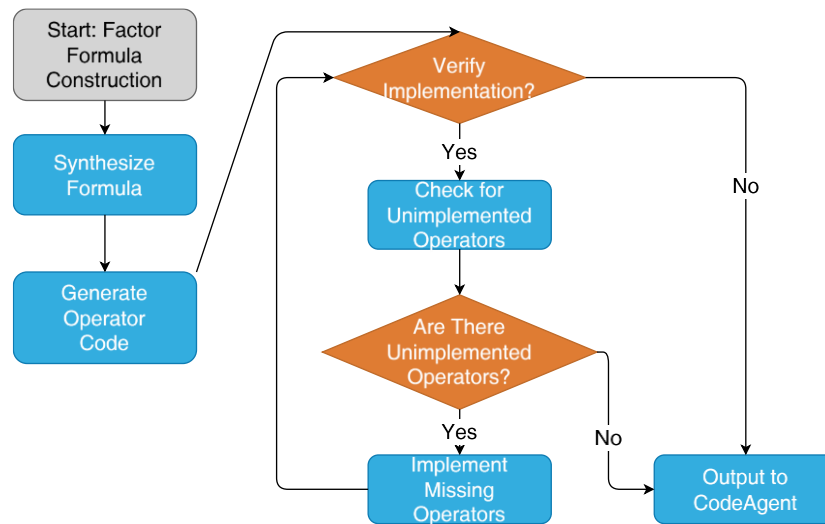 Start: Factor
Formula
Construction
Synthesize
Formula
Generate
Operator
Code
Verify
Implementation?
Yes
No
Check for
Unimplemented
Operators
Are There
Unimplemented
Operators?
Yes
No
Implement
Missing
Operators
Output to
CodeAgent